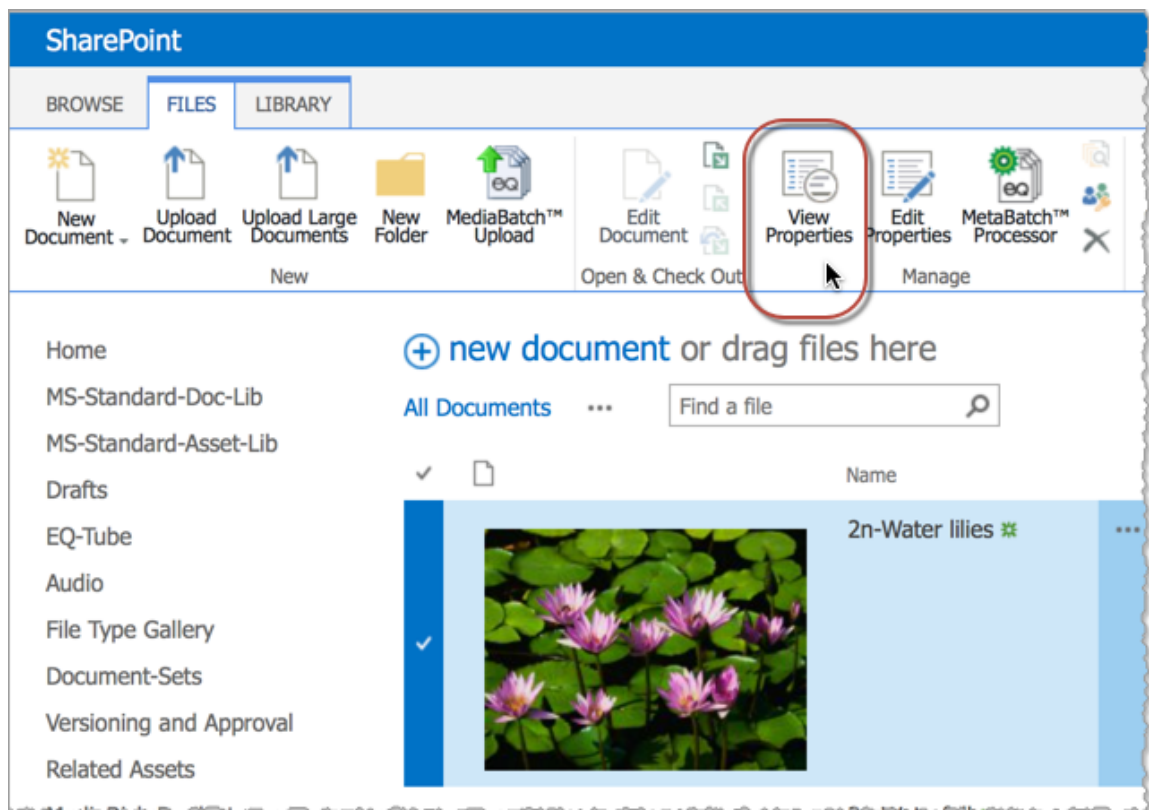 SharePoint
BROWSE FILES LIBRARY
eQ eQ
New Upload Upload Large New MediaBatch™ Edit View Edit MetaBatch™
Document Document Documents Folder Upload Document Properties Properties Processor
New Open & Check Out Manage
Home
MS-Standard-Doc-Lib
MS-Standard-Asset-Lib
Drafts
EQ-Tube
Audio
File Type Gallery
Document-Sets
Versioning and Approval
Related Assets
new document or drag files here
All Documents ••• Find a file
Name
2n-Water lilies •••